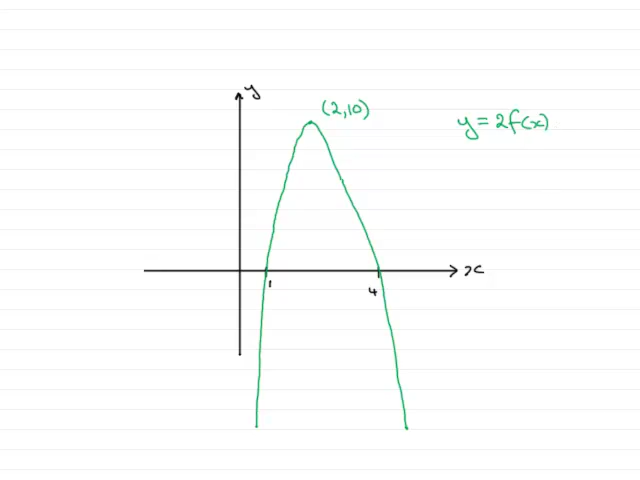 y
(2,10)
y = 2f(x)
x
1
4